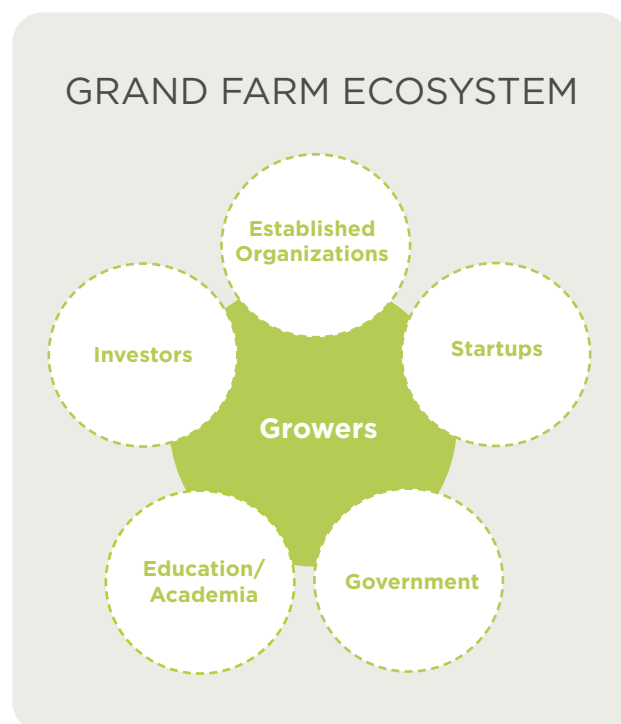 GRAND FARM ECOSYSTEM
Established
Organizations
Investors
Startups
Growers
Education/
Academia
Government